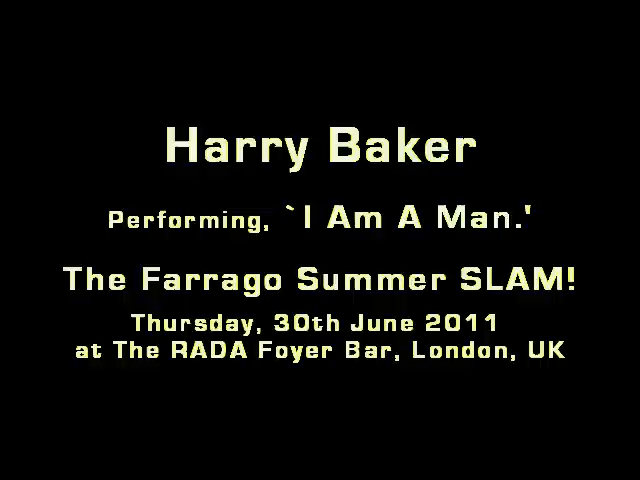 Harry Baker
Performing, `I Am A Man.'
The Farrago Summer SLAM!
Thursday, 30th June 2011
at The RADA Foyer Bar, London, UK